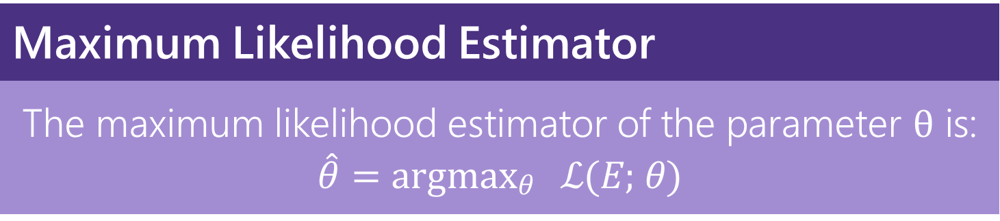 Maximum Likelihood Estimator
The maximum likelihood estimator of the parameter θ is:
θ̂ = argmax_θ ℒ(E; θ)